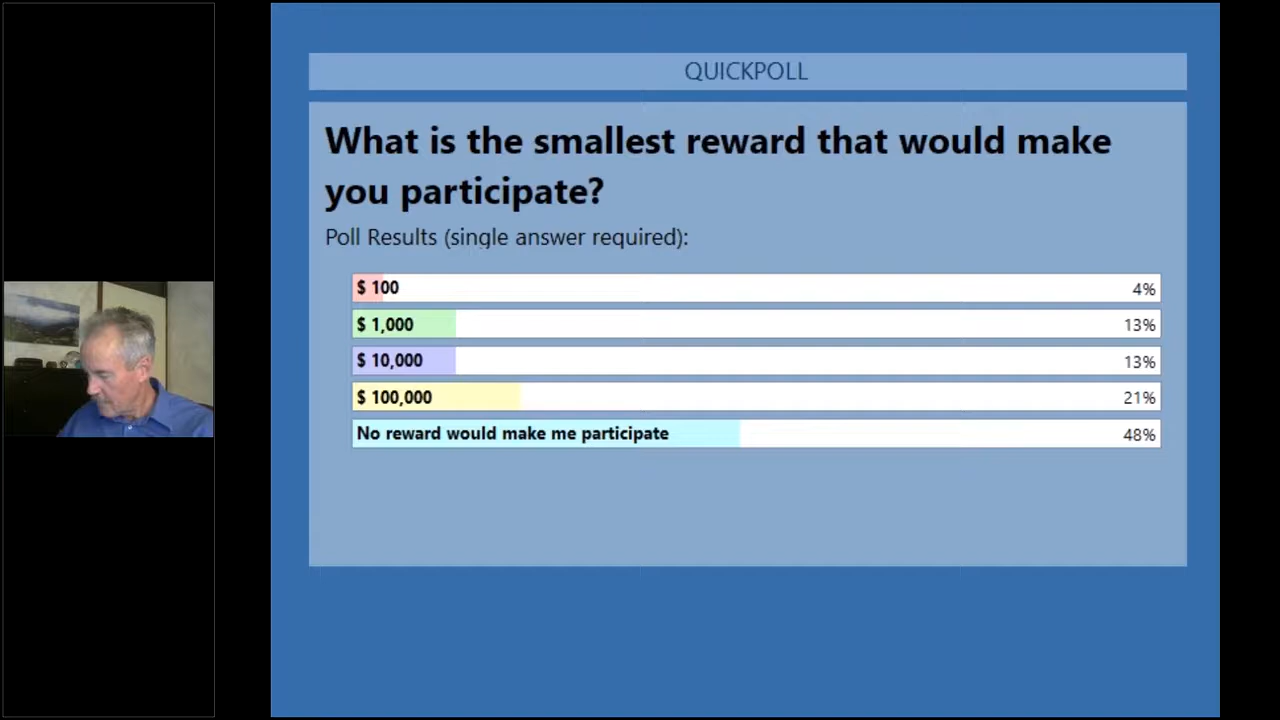 QUICKPOLL
What is the smallest reward that would make
you participate?
Poll Results (single answer required):
$ 100 4%
$ 1,000 13%
$ 10,000 13%
$ 100,000 21%
No reward would make me participate 48%